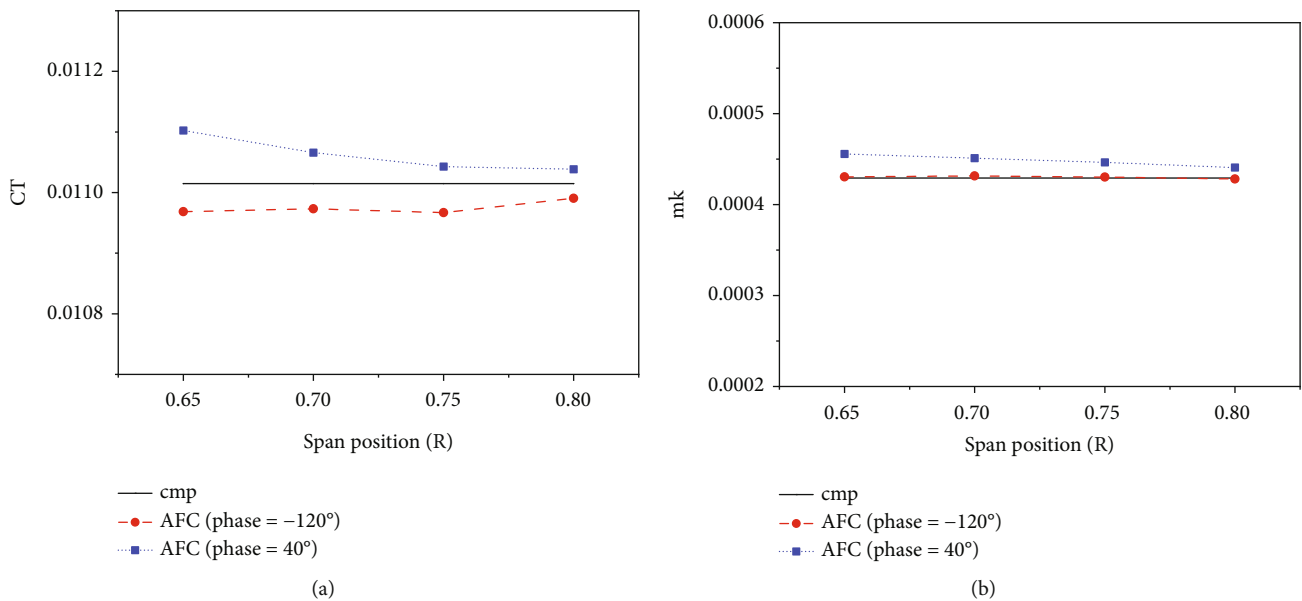 0.0112
0.0110
0.0108
CT
0.65 0.70 0.75 0.80
Span position (R)
cmp
AFC (phase = −120°)
AFC (phase = 40°)
(a)
0.0006
0.0005
0.0004
0.0003
0.0002
mk
0.65 0.70 0.75 0.80
Span position (R)
cmp
AFC (phase = −120°)
AFC (phase = 40°)
(b)